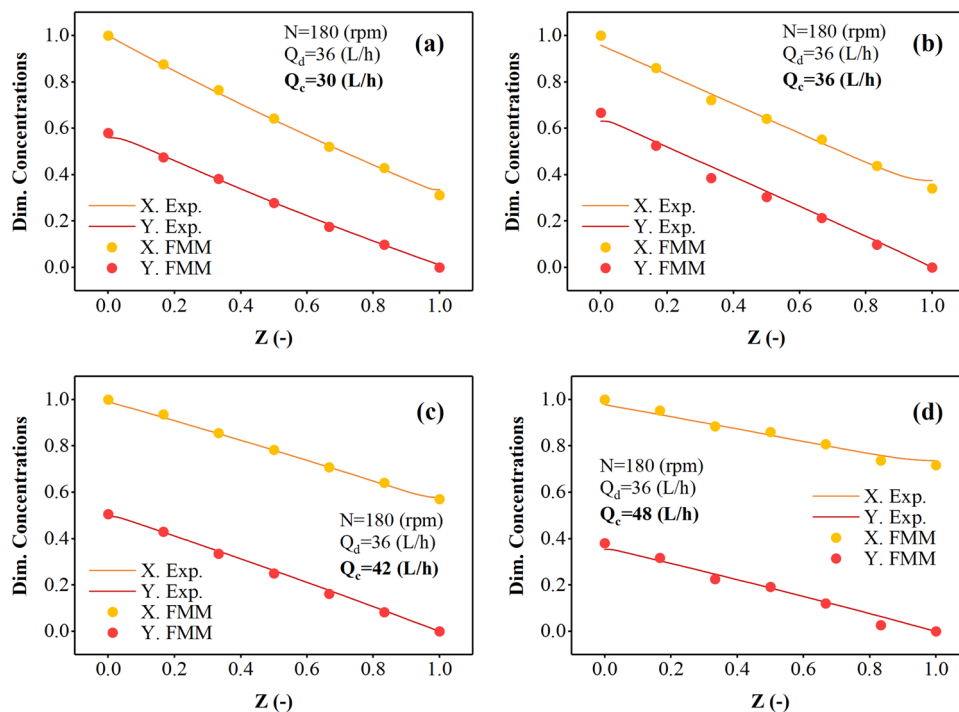 N=180 (rpm)
Q_d=36 (L/h)
Q_c=30 (L/h)
(a)
1.0
0.8
0.6
0.4
0.2
0.0
Dim. Concentrations
X. Exp.
Y. Exp.
X. FMM
Y. FMM
0.0 0.2 0.4 0.6 0.8 1.0
Z (-)
N=180 (rpm)
Q_d=36 (L/h)
Q_c=36 (L/h)
(b)
1.0
0.8
0.6
0.4
0.2
0.0
Dim. Concentrations
X. Exp.
Y. Exp.
X. FMM
Y. FMM
0.0 0.2 0.4 0.6 0.8 1.0
Z (-)
(c)
1.0
0.8
0.6
0.4
0.2
0.0
Dim. Concentrations
N=180 (rpm)
Q_d=36 (L/h)
Q_c=42 (L/h)
X. Exp.
Y. Exp.
X. FMM
Y. FMM
0.0 0.2 0.4 0.6 0.8 1.0
Z (-)
(d)
1.0
0.8
0.6
0.4
0.2
0.0
Dim. Concentrations
N=180 (rpm)
Q_d=36 (L/h)
Q_c=48 (L/h)
X. Exp.
Y. Exp.
X. FMM
Y. FMM
0.0 0.2 0.4 0.6 0.8 1.0
Z (-)